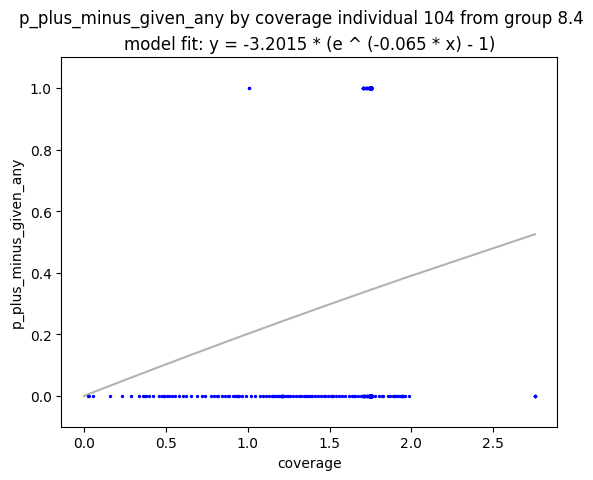 p_plus_minus_given_any by coverage individual 104 from group 8.4
model fit: y = -3.2015 * (e ^ (-0.065 * x) - 1)
1.0
0.8
0.6
0.4
0.2
0.0
p_plus_minus_given_any
0.0 0.5 1.0 1.5 2.0 2.5
coverage